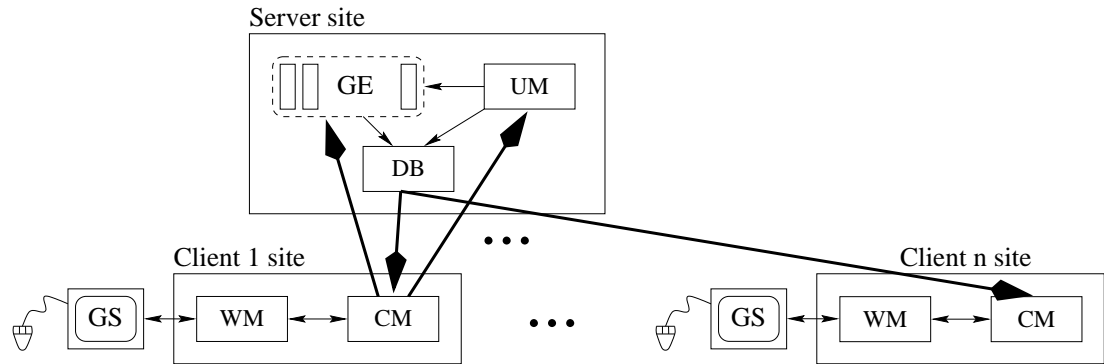 Server site
GE
UM
DB
Client 1 site
Client n site
GS
WM
CM
GS
WM
CM